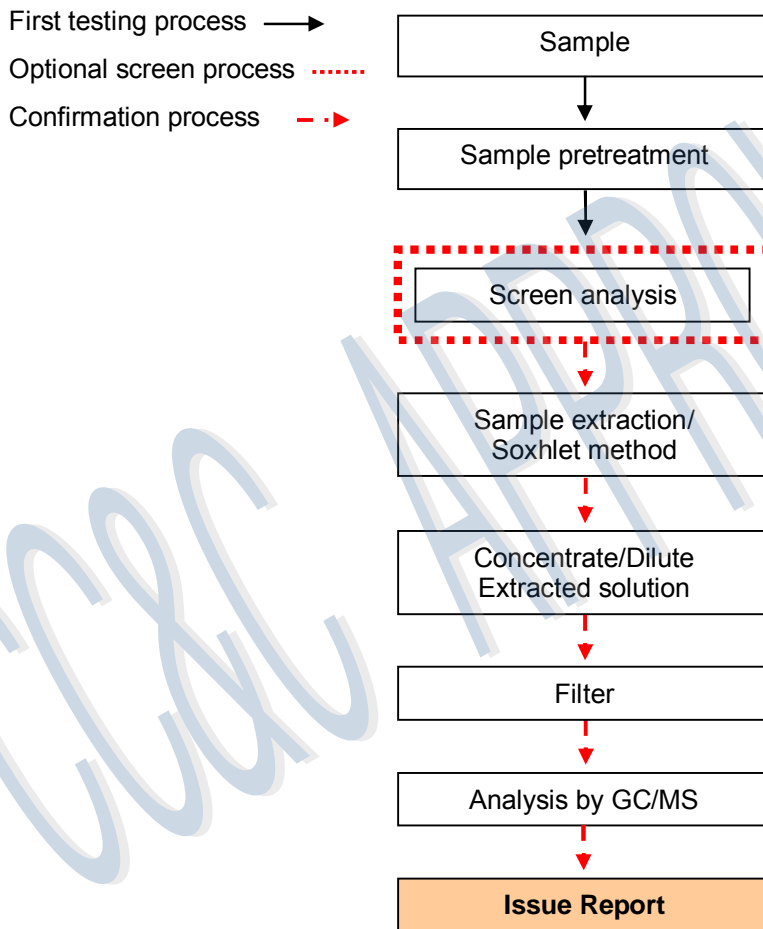 First testing process
Optional screen process
Confirmation process
Sample
Sample pretreatment
Screen analysis
Sample extraction/
Soxhlet method
Concentrate/Dilute
Extracted solution
Filter
Analysis by GC/MS
Issue Report